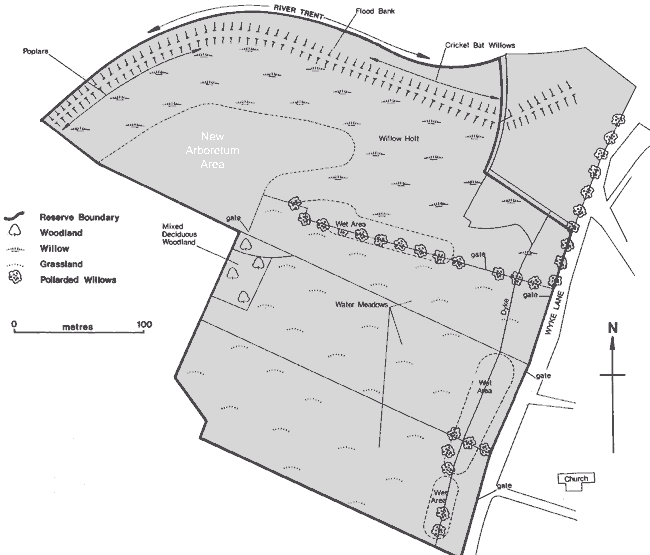 RIVER TRENT
Flood Bank
Cricket Bat Willows
Poplars
New
Arboretum
Area
Willow Holt
Reserve Boundary
Woodland
Willow
Grassland
Pollarded Willows
0 metres 100
gate
Mixed
Deciduous
Woodland
Wet Area
gate
gate
Water Meadows
Dyke
WYKE LANE
N
gate
Wet
Area
Church
gate
Wet
Area